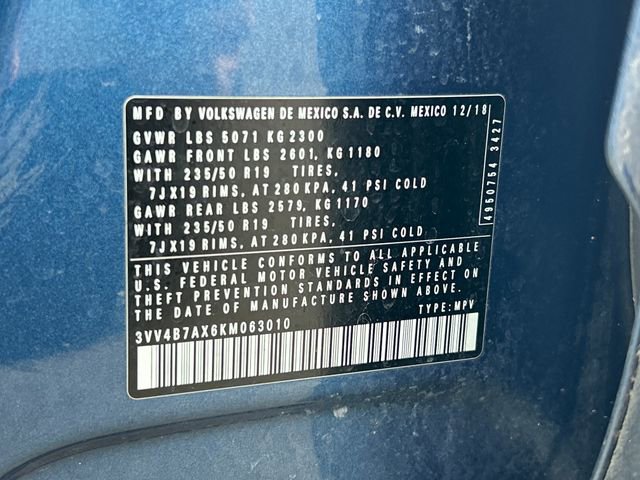 MFD BY VOLKSWAGEN DE MEXICO S.A. DE C.V. MEXICO 12/18
GVWR LBS 5071 KG 2300
GAWR FRONT LBS 2601, KG 1180
WITH 235/50 R19 TIRES,
7JX19 RIMS, AT 280 KPA, 41 PSI COLD
GAWR REAR LBS 2579, KG 1170
WITH 235/50 R19 TIRES,
7JX19 RIMS, AT 280 KPA, 41 PSI COLD
THIS VEHICLE CONFORMS TO ALL APPLICABLE
U.S. FEDERAL MOTOR VEHICLE SAFETY AND
THEFT PREVENTION STANDARDS IN EFFECT ON
THE DATE OF MANUFACTURE SHOWN ABOVE.
3VV4B7AX6KM063010 TYPE: MPV
4950754 3427